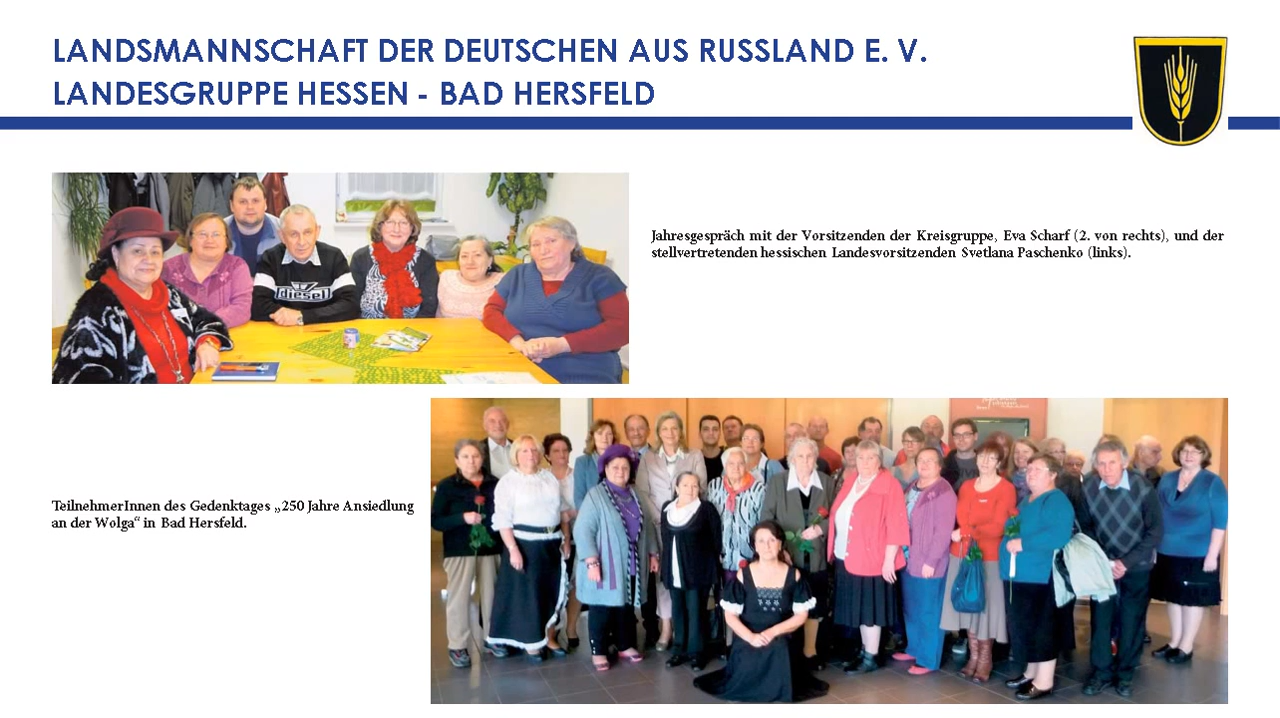 LANDSMANNSCHAFT DER DEUTSCHEN AUS RUSSLAND E. V.
LANDESGRUPPE HESSEN - BAD HERSFELD
Jahresgespräch mit der Vorsitzenden der Kreisgruppe, Eva Scharf (2. von rechts), und der
stellvertretenden hessischen Landesvorsitzenden Svetlana Paschenko (links).
diesel
TeilnehmerInnen des Gedenktages „250 Jahre Ansiedlung
an der Wolga“ in Bad Hersfeld.